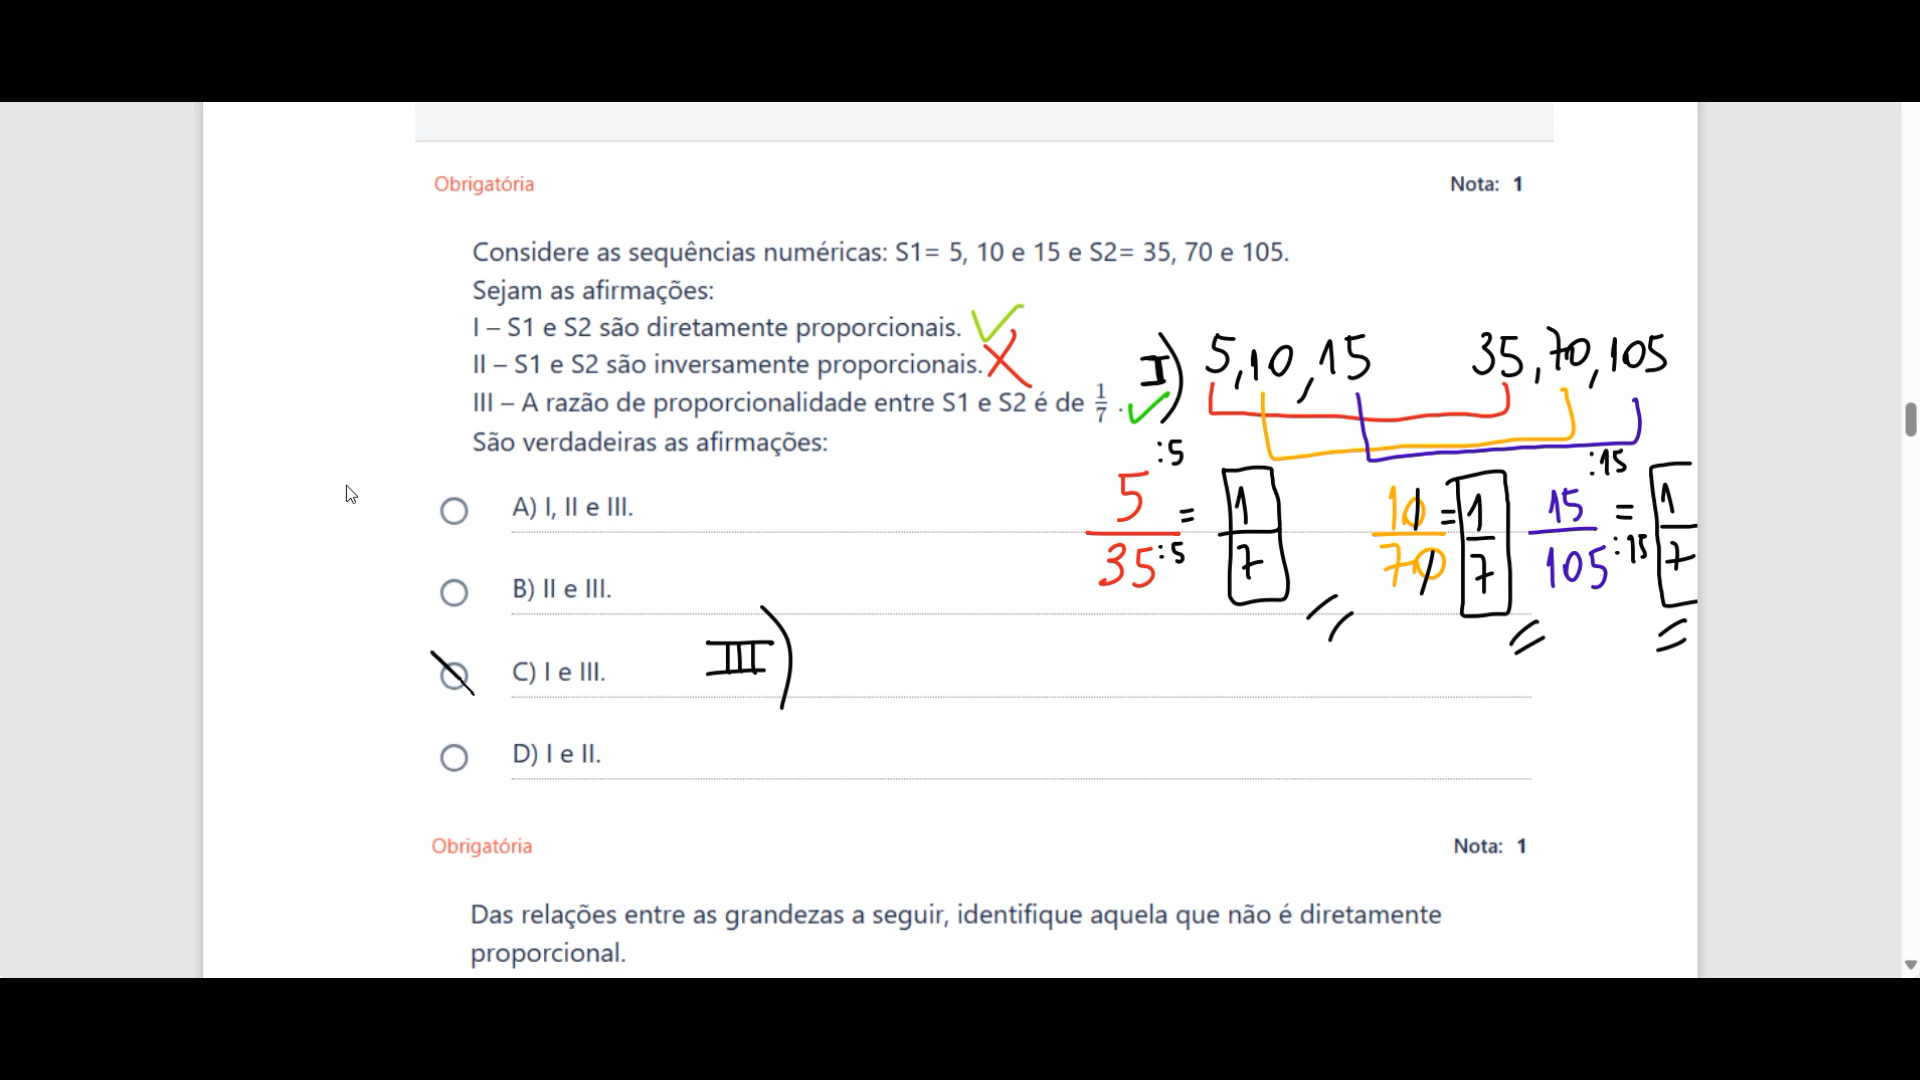 Obrigatória
Nota: 1
Considere as sequências numéricas: S1= 5, 10 e 15 e S2= 35, 70 e 105.
Sejam as afirmações:
I – S1 e S2 são diretamente proporcionais.
II – S1 e S2 são inversamente proporcionais.
III – A razão de proporcionalidade entre S1 e S2 é de 1/7 .
São verdadeiras as afirmações:
I) 5,10,15 35,70,105
5:5/35:5 = 1/7
10/70 = 1/7
15:15/105:15 = 1/7
A) I, II e III.
B) II e III.
C) I e III.
III)
D) I e II.
Obrigatória
Nota: 1
Das relações entre as grandezas a seguir, identifique aquela que não é diretamente
proporcional.